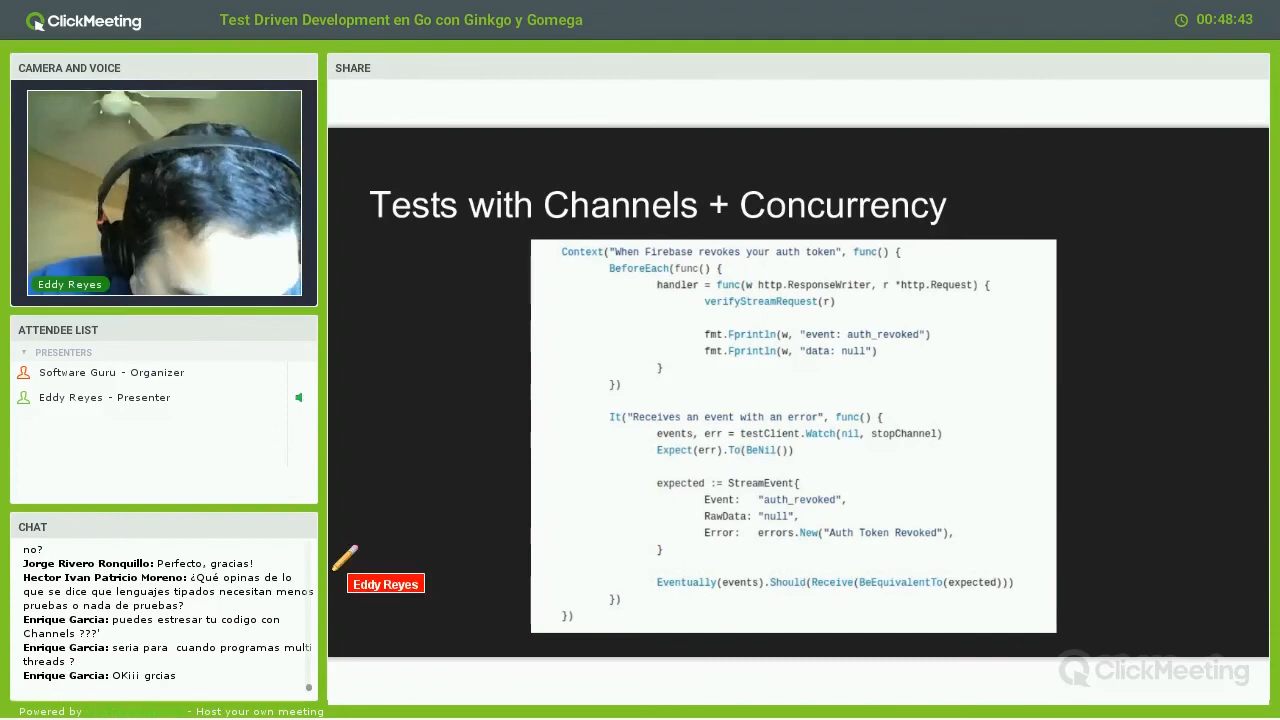 ClickMeeting
Test Driven Development en Go con Ginkgo y Gomega
00:48:43
CAMERA AND VOICE
Eddy Reyes
ATTENDEE LIST
PRESENTERS
Software Guru - Organizer
Eddy Reyes - Presenter
CHAT
no?
Jorge Rivero Ronquillo: Perfecto, gracias!
Hector Ivan Patricio Moreno: ¿Qué opinas de lo
que se dice que lenguajes tipados necesitan menos
pruebas o nada de pruebas?
Enrique Garcia: puedes estresar tu codigo con
Channels ???'
Enrique Garcia: seria para cuando programas multi
threads ?
Enrique Garcia: OKiii grcias
Powered by
- Host your own meeting
SHARE
Tests with Channels + Concurrency
Context("When Firebase revokes your auth token", func() {
BeforeEach(func() {
handler = func(w http.ResponseWriter, r *http.Request) {
verifyStreamRequest(r)
fmt.Fprintln(w, "event: auth_revoked")
fmt.Fprintln(w, "data: null")
}
})
It("Receives an event with an error", func() {
events, err = testClient.Watch(nil, stopChannel)
Expect(err).To(BeNil())
expected := StreamEvent{
Event: "auth_revoked",
RawData: "null",
Error: errors.New("Auth Token Revoked"),
}
Eventually(events).Should(Receive(BeEquivalentTo(expected)))
})
})
Eddy Reyes
ClickMeeting